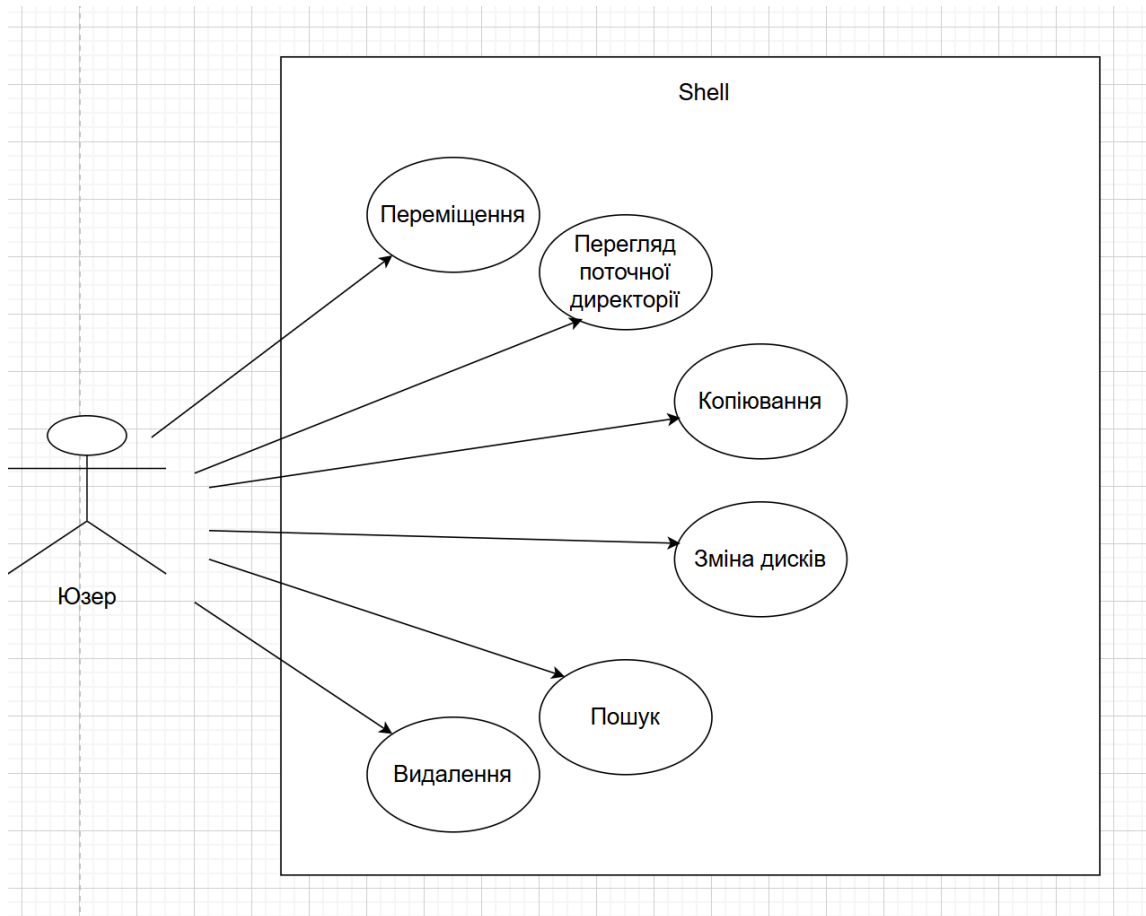 Shell
Переміщення
Перегляд
поточної
директорії
Копіювання
Зміна дисків
Юзер
Пошук
Видалення